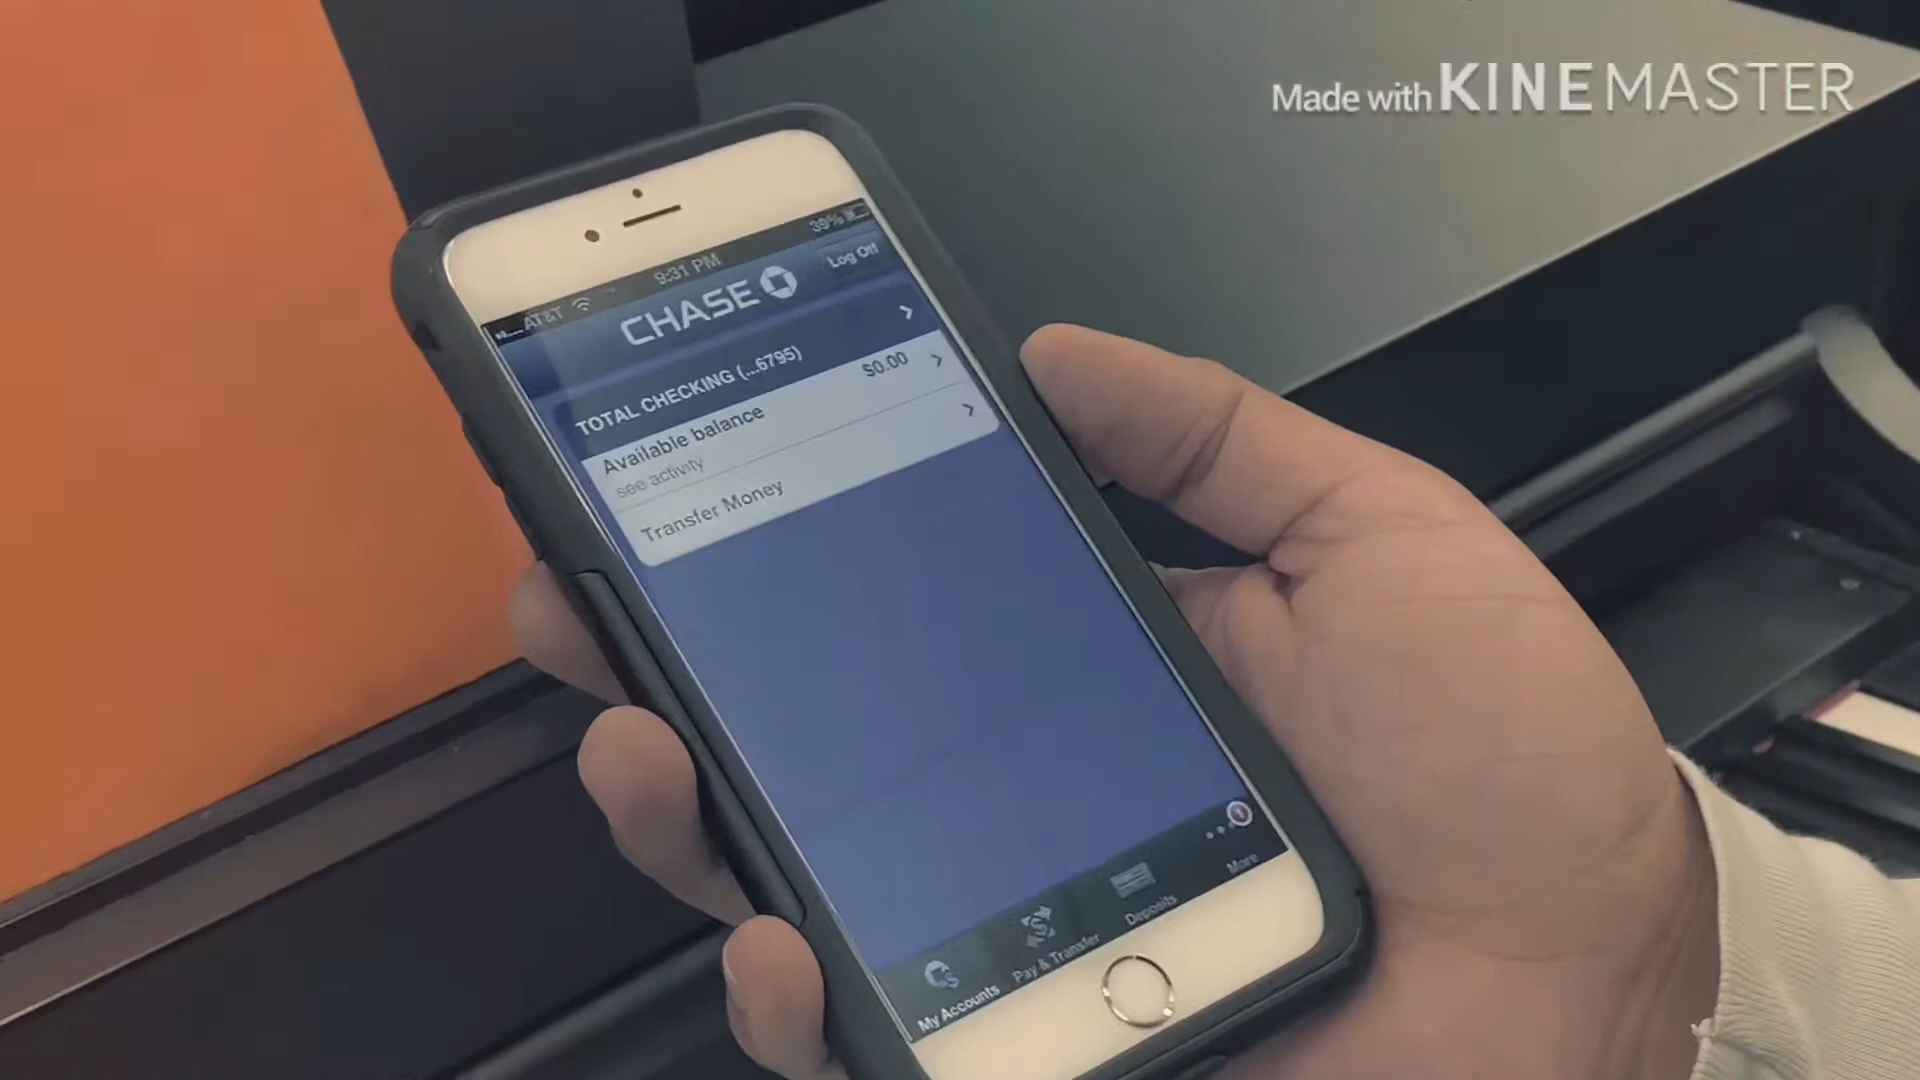 Made with KINEMASTER
AT&T 9:31 PM 39%
CHASE Log Off
TOTAL CHECKING (...6795)
Available balance $0.00
see activity
Transfer Money
My Accounts Pay & Transfer Deposits More